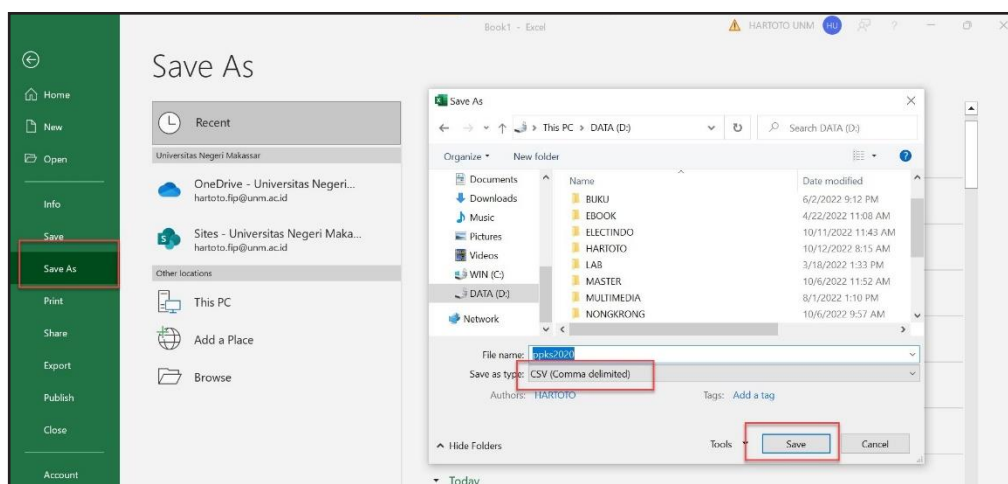 Book1 - Excel
HARTOTO UNM
HU
?
Home
New
Open
Info
Save
Save As
Print
Share
Export
Publish
Close
Account
Save As
Recent
Universitas Negeri Makassar
OneDrive - Universitas Negeri...
hartoto.fip@unm.ac.id
Sites - Universitas Negeri Maka...
hartoto.fip@unm.ac.id
Other locations
This PC
Add a Place
Browse
Save As
This PC > DATA (D:)
Search DATA (D:)
Organize
New folder
?
Documents
Downloads
Music
Pictures
Videos
WIN (C:)
DATA (D:)
Network
Name Date modified
BUKU 6/2/2022 9:12 PM
EBOOK 4/22/2022 11:08 AM
ELECTINDO 10/11/2022 11:43 AM
HARTOTO 10/12/2022 8:15 AM
LAB 3/18/2022 1:33 PM
MASTER 10/6/2022 11:52 AM
MULTIMEDIA 8/1/2022 1:10 PM
NONGKRONG 10/6/2022 9:57 AM
File name: ppks2020
Save as type: CSV (Comma delimited)
Authors: HARTOTO Tags: Add a tag
Hide Folders Tools Save Cancel
Today